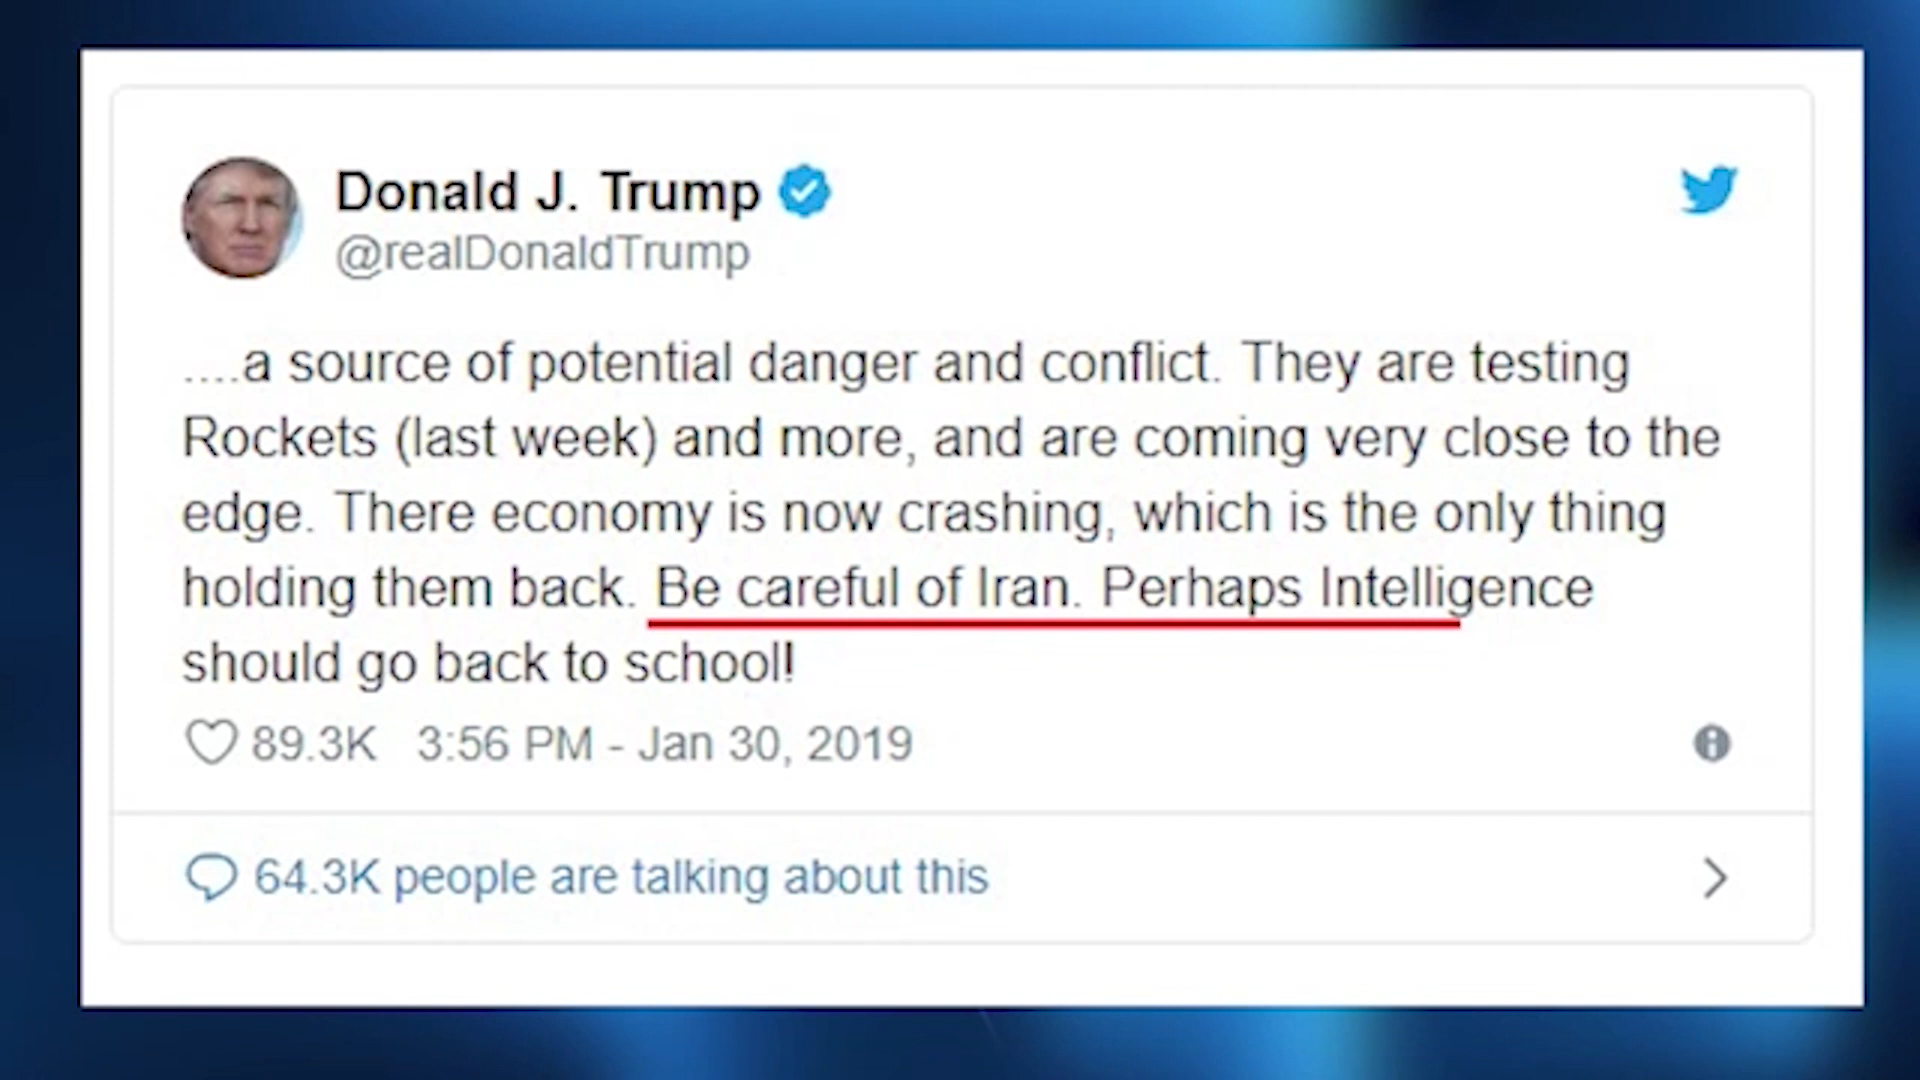 Donald J. Trump
@realDonaldTrump
....a source of potential danger and conflict. They are testing
Rockets (last week) and more, and are coming very close to the
edge. There economy is now crashing, which is the only thing
holding them back. Be careful of Iran. Perhaps Intelligence
should go back to school!
89.3K 3:56 PM - Jan 30, 2019
64.3K people are talking about this